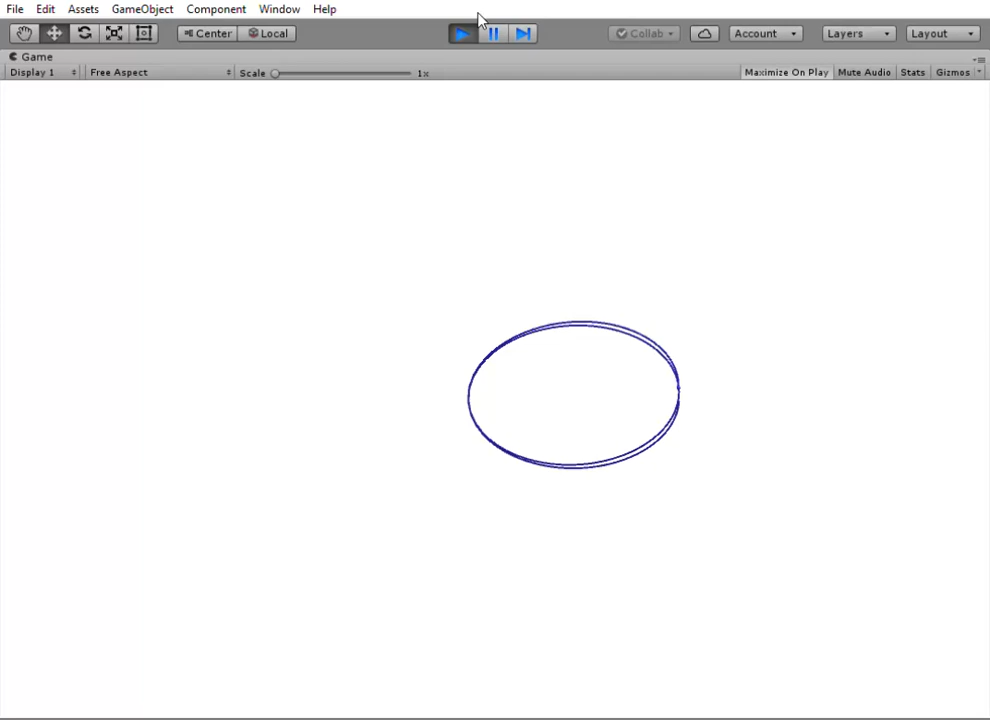 File Edit Assets GameObject Component Window Help
Center Local Collab Account Layers Layout
Game
Display 1 Free Aspect Scale 1x Maximize On Play Mute Audio Stats Gizmos